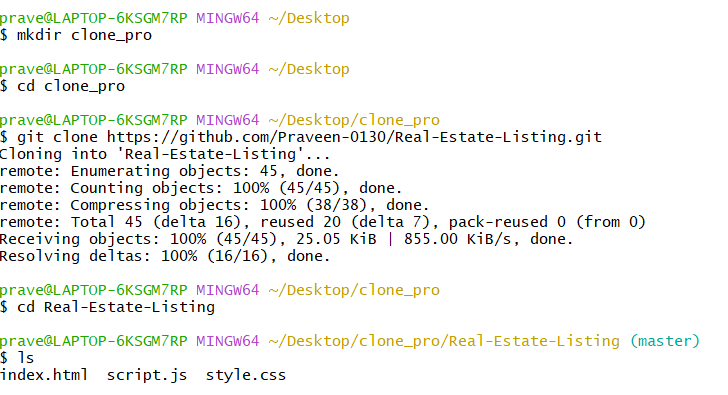 prave@LAPTOP-6KSGM7RP MINGW64 ~/Desktop
$ mkdir clone_pro
prave@LAPTOP-6KSGM7RP MINGW64 ~/Desktop
$ cd clone_pro
prave@LAPTOP-6KSGM7RP MINGW64 ~/Desktop/clone_pro
$ git clone https://github.com/Praveen-0130/Real-Estate-Listing.git
Cloning into 'Real-Estate-Listing'...
remote: Enumerating objects: 45, done.
remote: Counting objects: 100% (45/45), done.
remote: Compressing objects: 100% (38/38), done.
remote: Total 45 (delta 16), reused 20 (delta 7), pack-reused 0 (from 0)
Receiving objects: 100% (45/45), 25.05 KiB | 855.00 KiB/s, done.
Resolving deltas: 100% (16/16), done.
prave@LAPTOP-6KSGM7RP MINGW64 ~/Desktop/clone_pro
$ cd Real-Estate-Listing
prave@LAPTOP-6KSGM7RP MINGW64 ~/Desktop/clone_pro/Real-Estate-Listing (master)
$ ls
index.html  script.js  style.css